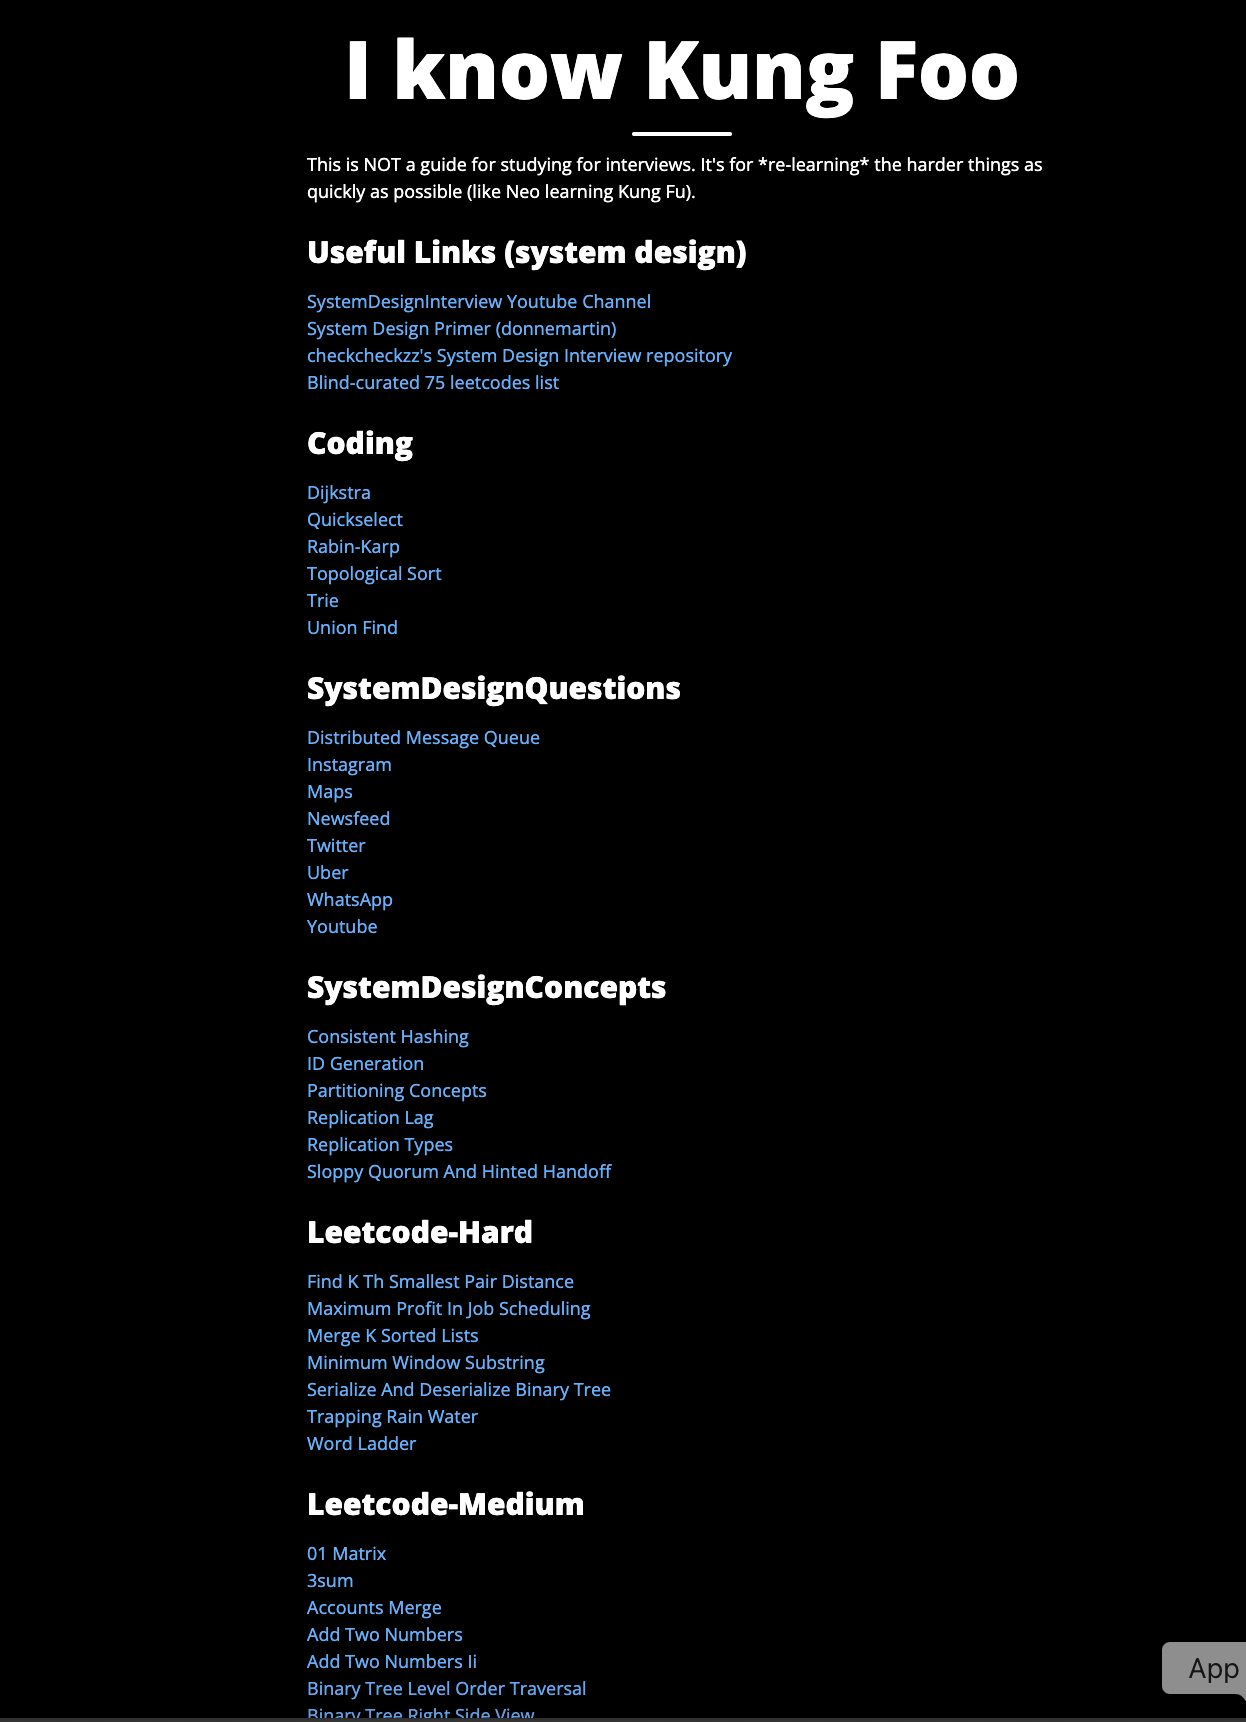 I know Kung Foo
This is NOT a guide for studying for interviews. It's for *re-learning* the harder things as
quickly as possible (like Neo learning Kung Fu).
Useful Links (system design)
SystemDesignInterview Youtube Channel
System Design Primer (donnemartin)
checkcheckzz's System Design Interview repository
Blind-curated 75 leetcodes list
Coding
Dijkstra
Quickselect
Rabin-Karp
Topological Sort
Trie
Union Find
SystemDesignQuestions
Distributed Message Queue
Instagram
Maps
Newsfeed
Twitter
Uber
WhatsApp
Youtube
SystemDesignConcepts
Consistent Hashing
ID Generation
Partitioning Concepts
Replication Lag
Replication Types
Sloppy Quorum And Hinted Handoff
Leetcode-Hard
Find K Th Smallest Pair Distance
Maximum Profit In Job Scheduling
Merge K Sorted Lists
Minimum Window Substring
Serialize And Deserialize Binary Tree
Trapping Rain Water
Word Ladder
Leetcode-Medium
01 Matrix
3sum
Accounts Merge
Add Two Numbers
Add Two Numbers Ii
Binary Tree Level Order Traversal
Binary Tree Right Side View
App